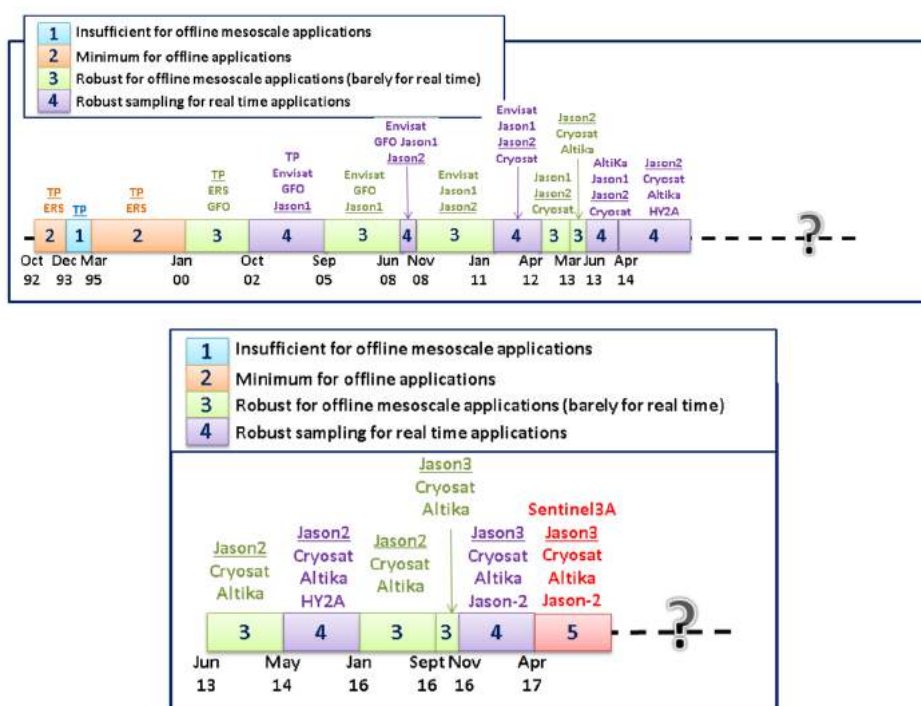 1 Insufficient for offline mesoscale applications
2 Minimum for offline applications
3 Robust for offline mesoscale applications (barely for real time)
4 Robust sampling for real time applications
TP
ERS
TP
TP
ERS
TP
ERS
GFO
TP
Envisat
GFO
Jason1
Envisat
GFO
Jason1
Envisat
GFO Jason1
Jason2
Envisat
Jason1
Jason2
Envisat
Jason1
Jason2
Cryosat
Jason1
Jason2
Cryosat
Jason2
Cryosat
Altika
AltiKa
Jason1
Jason2
Cryosat
Jason2
Cryosat
Altika
HY2A
2 1 2 3 4 3 4 3 4 3 3 4 4 ?
Oct Dec Mar Jan Oct Sep Jun Nov Jan Apr Mar Jun Apr
92 93 95 00 02 05 08 08 11 12 13 13 14
1 Insufficient for offline mesoscale applications
2 Minimum for offline applications
3 Robust for offline mesoscale applications (barely for real time)
4 Robust sampling for real time applications
Jason2
Cryosat
Altika
Jason2
Cryosat
Altika
HY2A
Jason2
Cryosat
Altika
Jason3
Cryosat
Altika
Jason3
Cryosat
Altika
Jason-2
Sentinel3A
Jason3
Cryosat
Altika
Jason-2
3 4 3 3 4 5 ?
Jun May Jan Sept Nov Apr
13 14 16 16 16 17